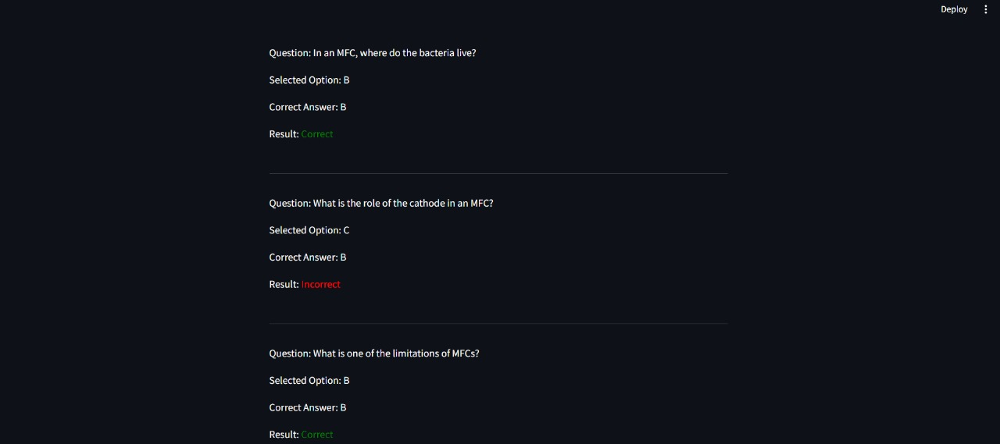 Deploy
Question: In an MFC, where do the bacteria live?
Selected Option: B
Correct Answer: B
Result: Correct
Question: What is the role of the cathode in an MFC?
Selected Option: C
Correct Answer: B
Result: Incorrect
Question: What is one of the limitations of MFCs?
Selected Option: B
Correct Answer: B
Result: Correct